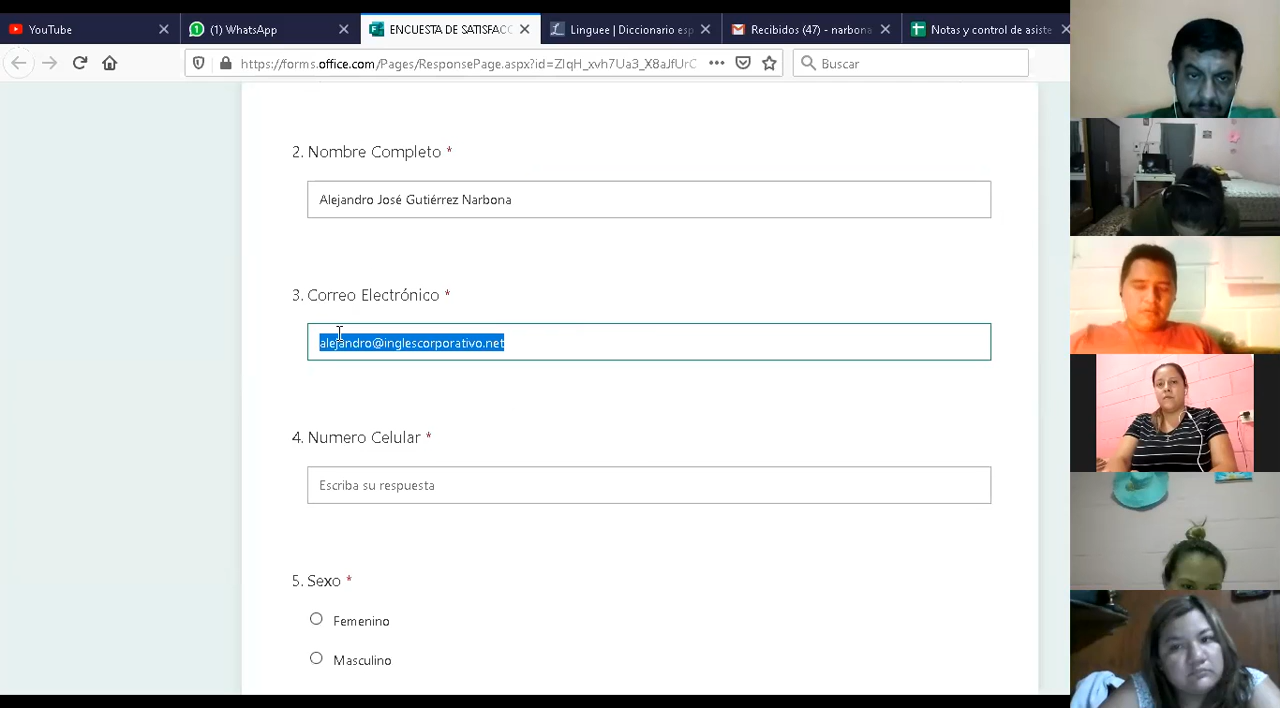 YouTube
(1) WhatsApp
ENCUESTA DE SATISFACC
Linguee | Diccionario esp
Recibidos (47) - narbona
Notas y control de asiste
https://forms.office.com/Pages/ResponsePage.aspx?id=
Buscar
2. Nombre Completo *
Alejandro José Gutiérrez Narbona
3. Correo Electrónico *
alejandro@inglescorporativo.net
4. Numero Celular *
Escriba su respuesta
5. Sexo *
Femenino
Masculino